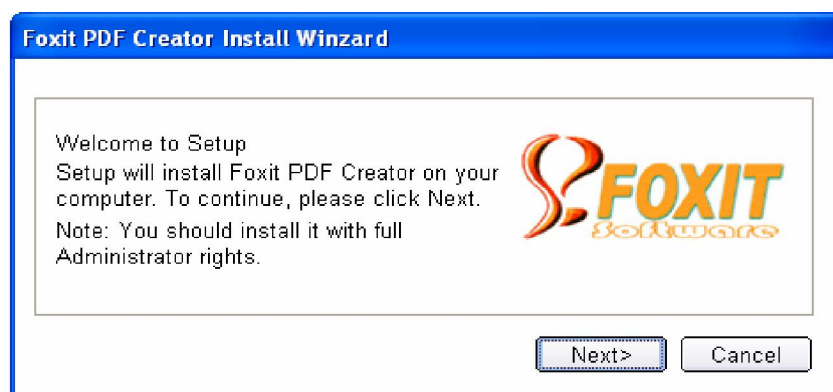 Foxit PDF Creator Install Winzard
Welcome to Setup
Setup will install Foxit PDF Creator on your
computer. To continue, please click Next.
Note: You should install it with full
Administrator rights.
FOXIT
Software
Next>
Cancel